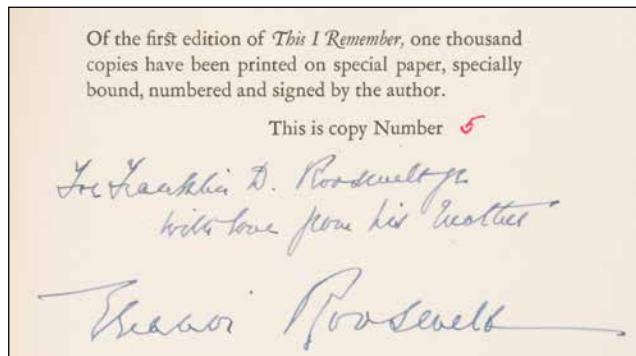 Of the first edition of This I Remember, one thousand
copies have been printed on special paper, specially
bound, numbered and signed by the author.
This is copy Number 5
For Franklin D. Roosevelt Jr
with love from his Mother
Eleanor Roosevelt